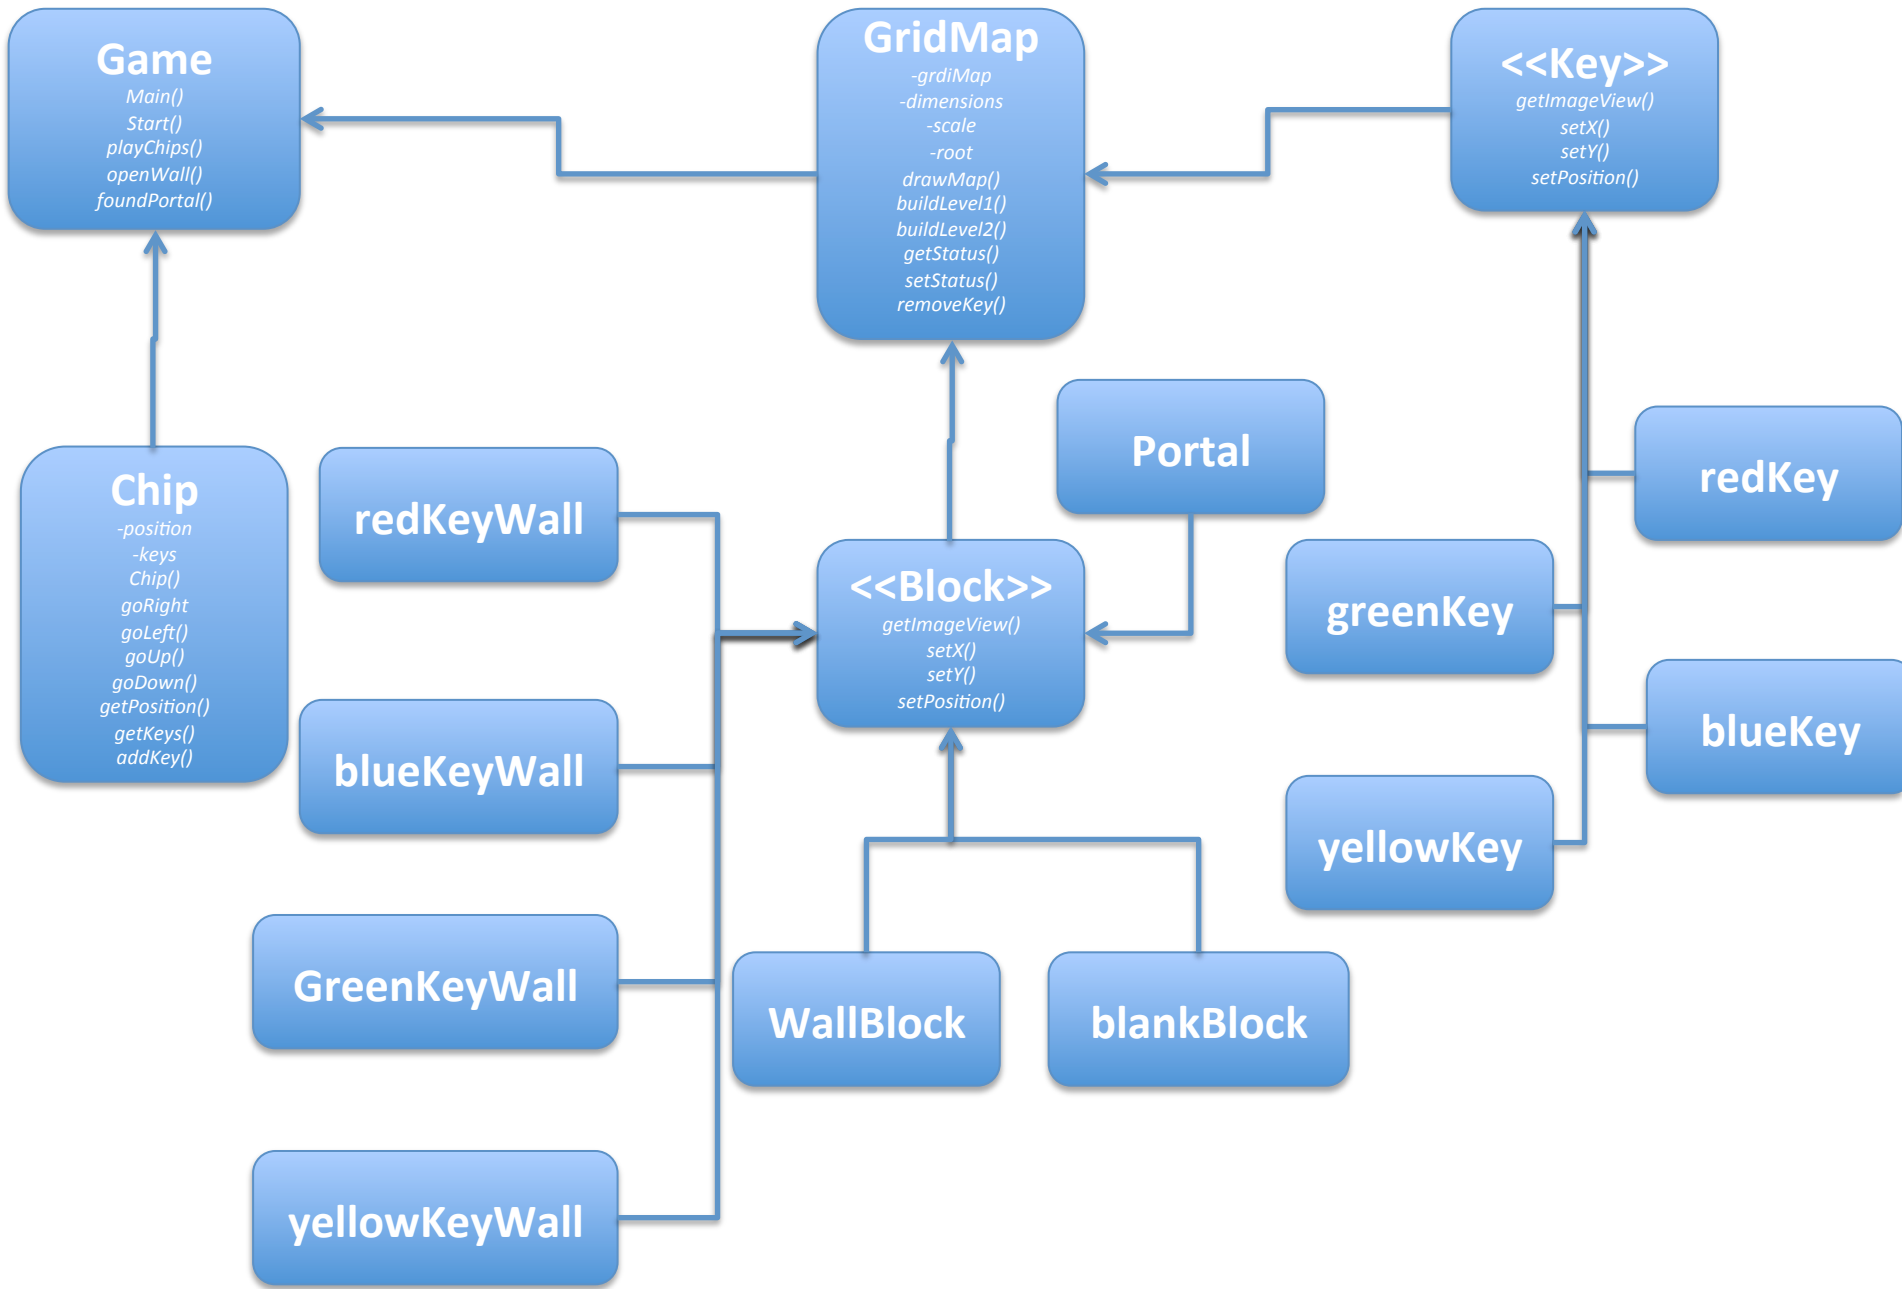 Game
Main()
Start()
playChips()
openWall()
foundPortal()
GridMap
-grdiMap
-dimensions
-scale
-root
drawMap()
buildLevel1()
buildLevel2()
getStatus()
setStatus()
removeKey()
<<Key>>
getImageView()
setX()
setY()
setPosition()
Chip
-position
-keys
Chip()
goRight
goLeft()
goUp()
goDown()
getPosition()
getKeys()
addKey()
redKeyWall
blueKeyWall
GreenKeyWall
yellowKeyWall
<<Block>>
getImageView()
setX()
setY()
setPosition()
Portal
WallBlock
blankBlock
redKey
greenKey
blueKey
yellowKey